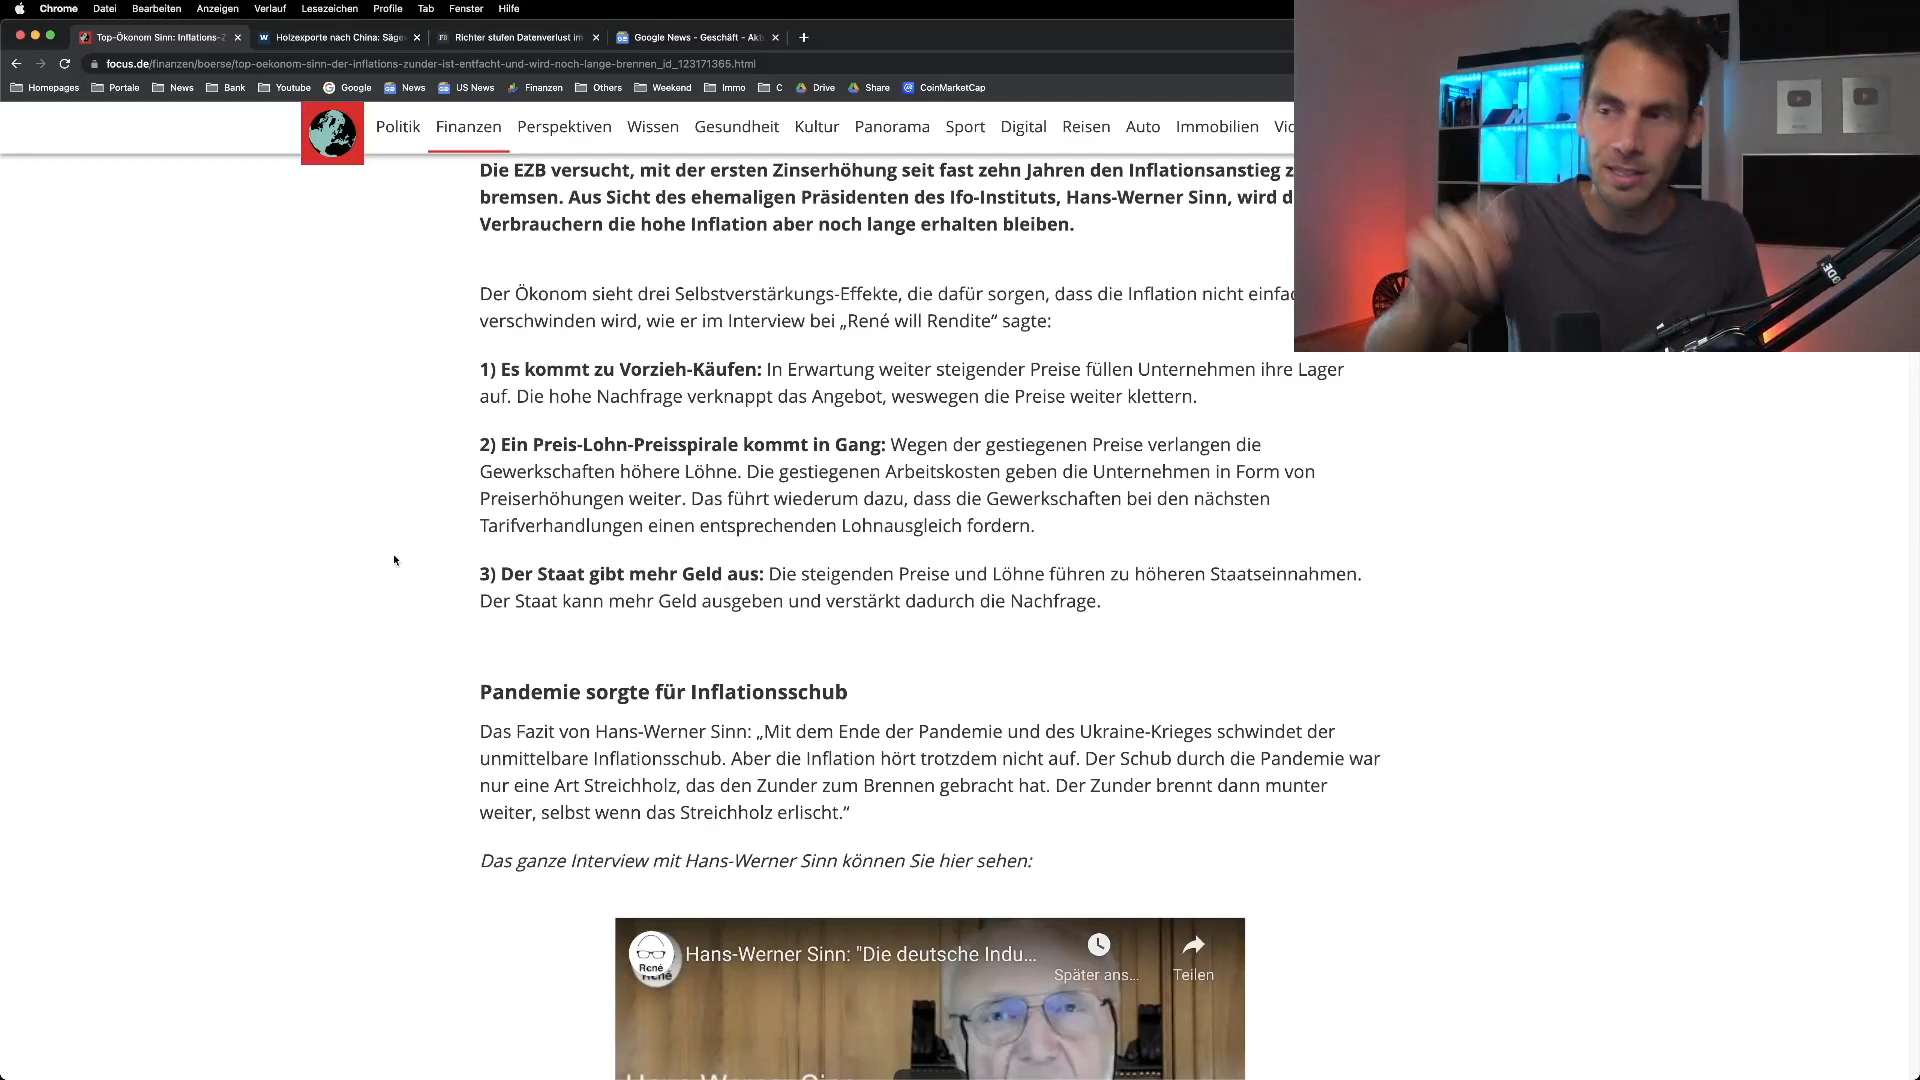 Chrome Datei Bearbeiten Anzeigen Verlauf Lesezeichen Profile Tab Fenster Hilfe
Top-Ökonom Sinn: Inflations-Z Holzexporte nach China: Säge Richter stufen Datenverlust im Google News - Geschäft - Akt
focus.de/finanzen/boerse/top-oekonom-sinn-der-inflations-zunder-ist-entfacht-und-wird-noch-lange-brennen_id_123171365.html
Homepages Portale News Bank Youtube Google News US News Finanzen Others Weekend Immo C Drive Share CoinMarketCap
Politik Finanzen Perspektiven Wissen Gesundheit Kultur Panorama Sport Digital Reisen Auto Immobilien
Die EZB versucht, mit der ersten Zinserhöhung seit fast zehn Jahren den Inflationsanstieg
bremsen. Aus Sicht des ehemaligen Präsidenten des Ifo-Instituts, Hans-Werner Sinn, wird
Verbrauchern die hohe Inflation aber noch lange erhalten bleiben.
Der Ökonom sieht drei Selbstverstärkungs-Effekte, die dafür sorgen, dass die Inflation nicht
verschwinden wird, wie er im Interview bei „René will Rendite“ sagte:
1) Es kommt zu Vorzieh-Käufen: In Erwartung weiter steigender Preise füllen Unternehmen ihre Lager
auf. Die hohe Nachfrage verknappt das Angebot, weswegen die Preise weiter klettern.
2) Ein Preis-Lohn-Preisspirale kommt in Gang: Wegen der gestiegenen Preise verlangen die
Gewerkschaften höhere Löhne. Die gestiegenen Arbeitskosten geben die Unternehmen in Form von
Preiserhöhungen weiter. Das führt wiederum dazu, dass die Gewerkschaften bei den nächsten
Tarifverhandlungen einen entsprechenden Lohnausgleich fordern.
3) Der Staat gibt mehr Geld aus: Die steigenden Preise und Löhne führen zu höheren Staatseinnahmen.
Der Staat kann mehr Geld ausgeben und verstärkt dadurch die Nachfrage.
Pandemie sorgte für Inflationsschub
Das Fazit von Hans-Werner Sinn: „Mit dem Ende der Pandemie und des Ukraine-Krieges schwindet der
unmittelbare Inflationsschub. Aber die Inflation hört trotzdem nicht auf. Der Schub durch die Pandemie war
nur eine Art Streichholz, das den Zunder zum Brennen gebracht hat. Der Zunder brennt dann munter
weiter, selbst wenn das Streichholz erlischt.“
Das ganze Interview mit Hans-Werner Sinn können Sie hier sehen:
René
Hans-Werner Sinn: "Die deutsche Indu...
Später ans... Teilen